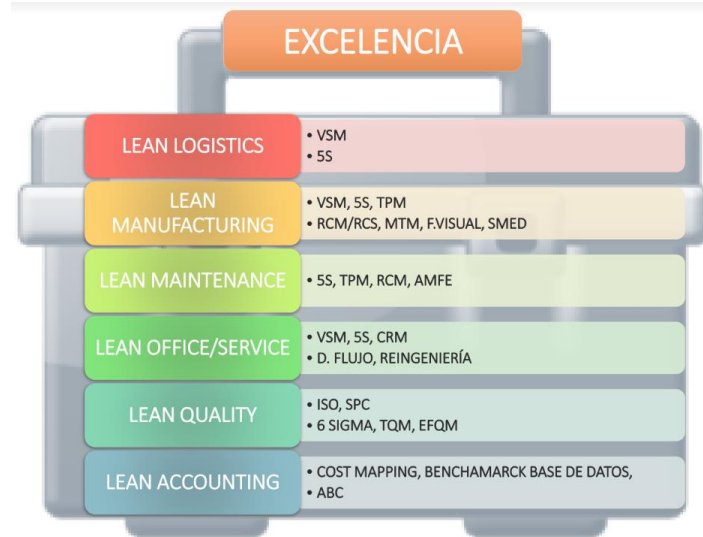 EXCELENCIA
LEAN LOGISTICS
• VSM
• 5S
LEAN
MANUFACTURING
• VSM, 5S, TPM
• RCM/RCS, MTM, F.VISUAL, SMED
LEAN MAINTENANCE
• 5S, TPM, RCM, AMFE
LEAN OFFICE/SERVICE
• VSM, 5S, CRM
• D. FLUJO, REINGENIERÍA
LEAN QUALITY
• ISO, SPC
• 6 SIGMA, TQM, EFQM
LEAN ACCOUNTING
• COST MAPPING, BENCHAMARCK BASE DE DATOS,
• ABC